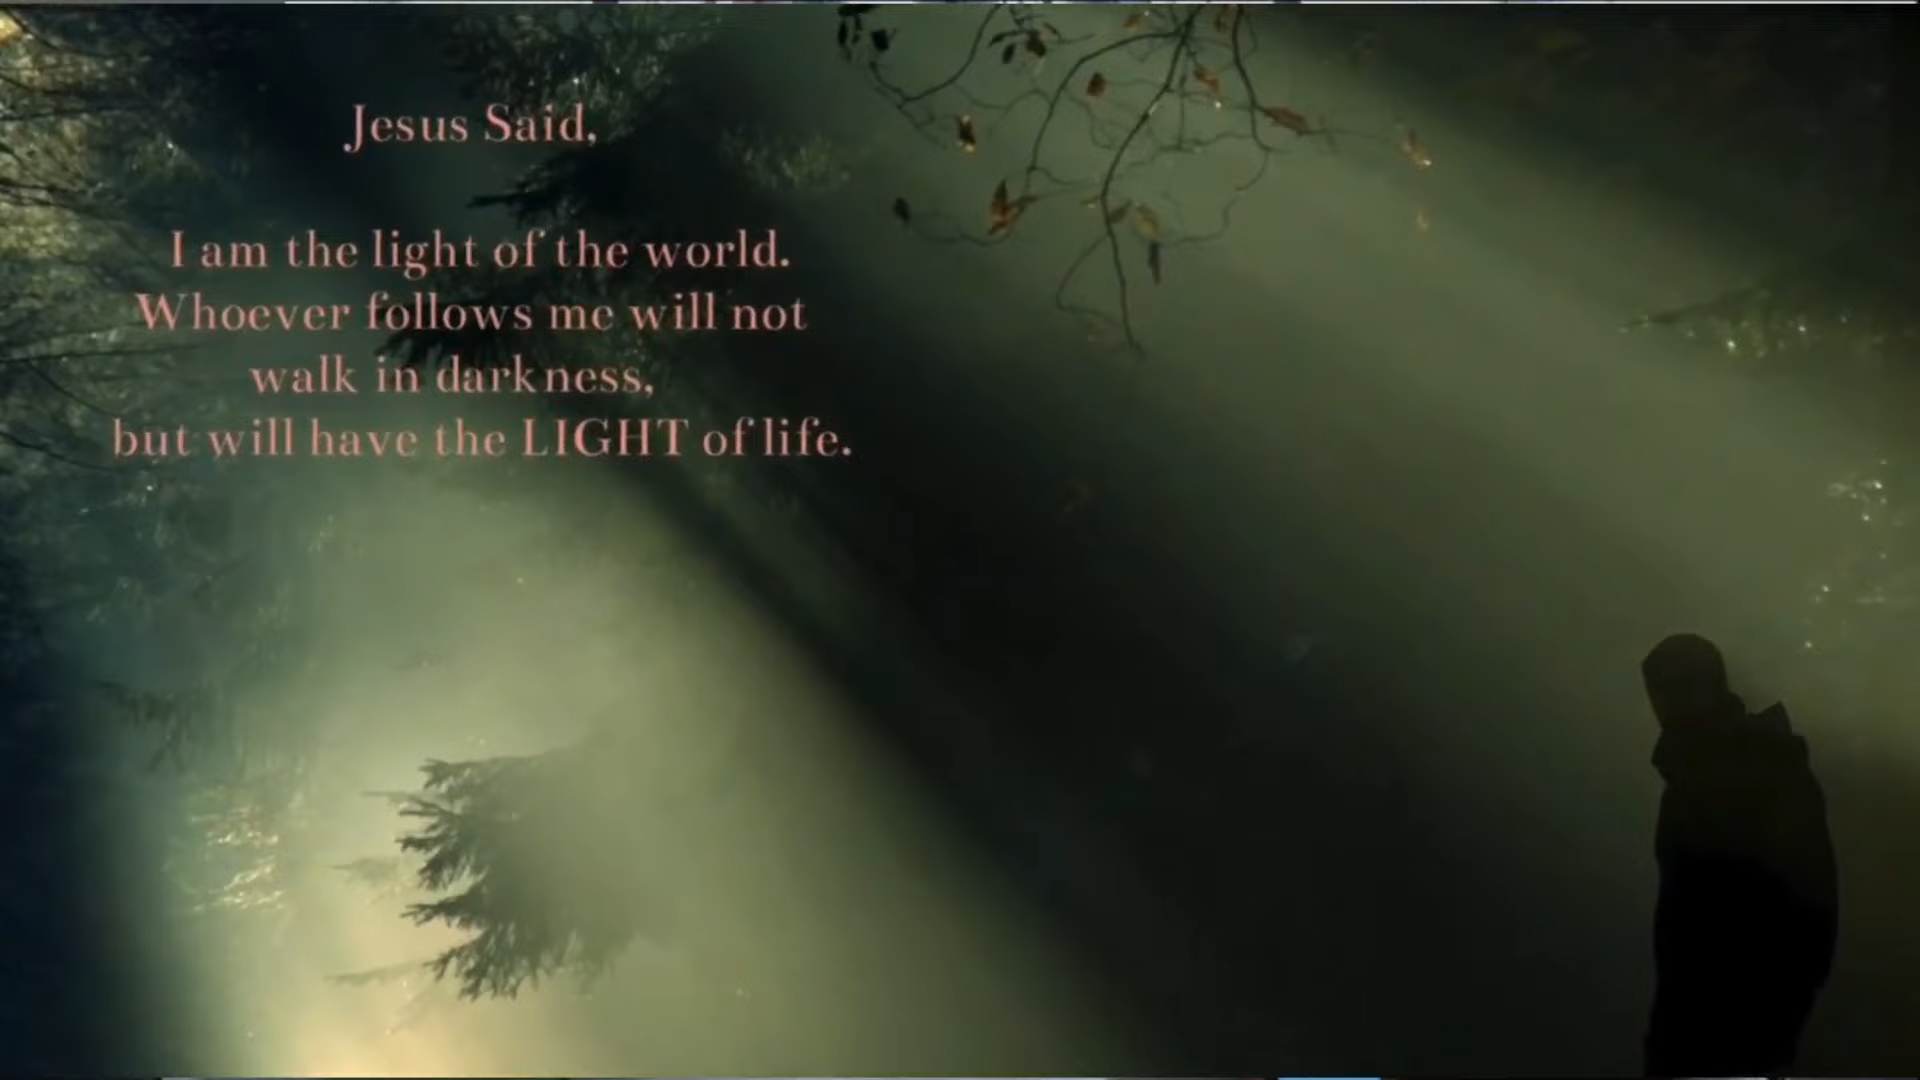 Jesus Said,
I am the light of the world.
Whoever follows me will not
walk in darkness,
but will have the LIGHT of life.